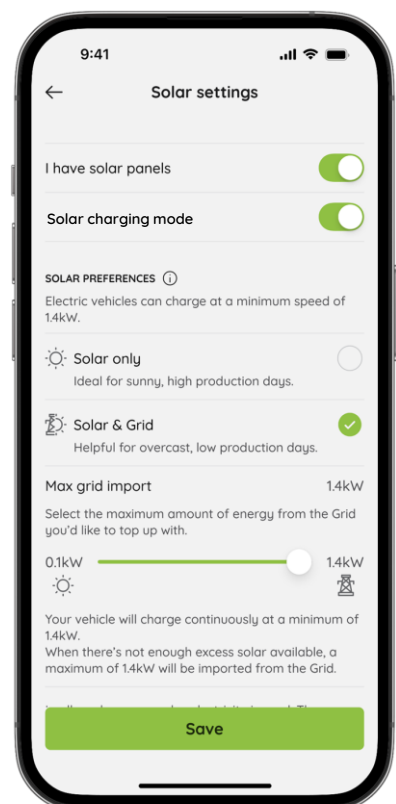 9:41
Solar settings
I have solar panels
Solar charging mode
SOLAR PREFERENCES
Electric vehicles can charge at a minimum speed of
1.4kW.
Solar only
Ideal for sunny, high production days.
Solar & Grid
Helpful for overcast, low production days.
Max grid import 1.4kW
Select the maximum amount of energy from the Grid
you'd like to top up with.
0.1kW 1.4kW
Your vehicle will charge continuously at a minimum of
1.4kW.
When there's not enough excess solar available, a
maximum of 1.4kW will be imported from the Grid.
Save